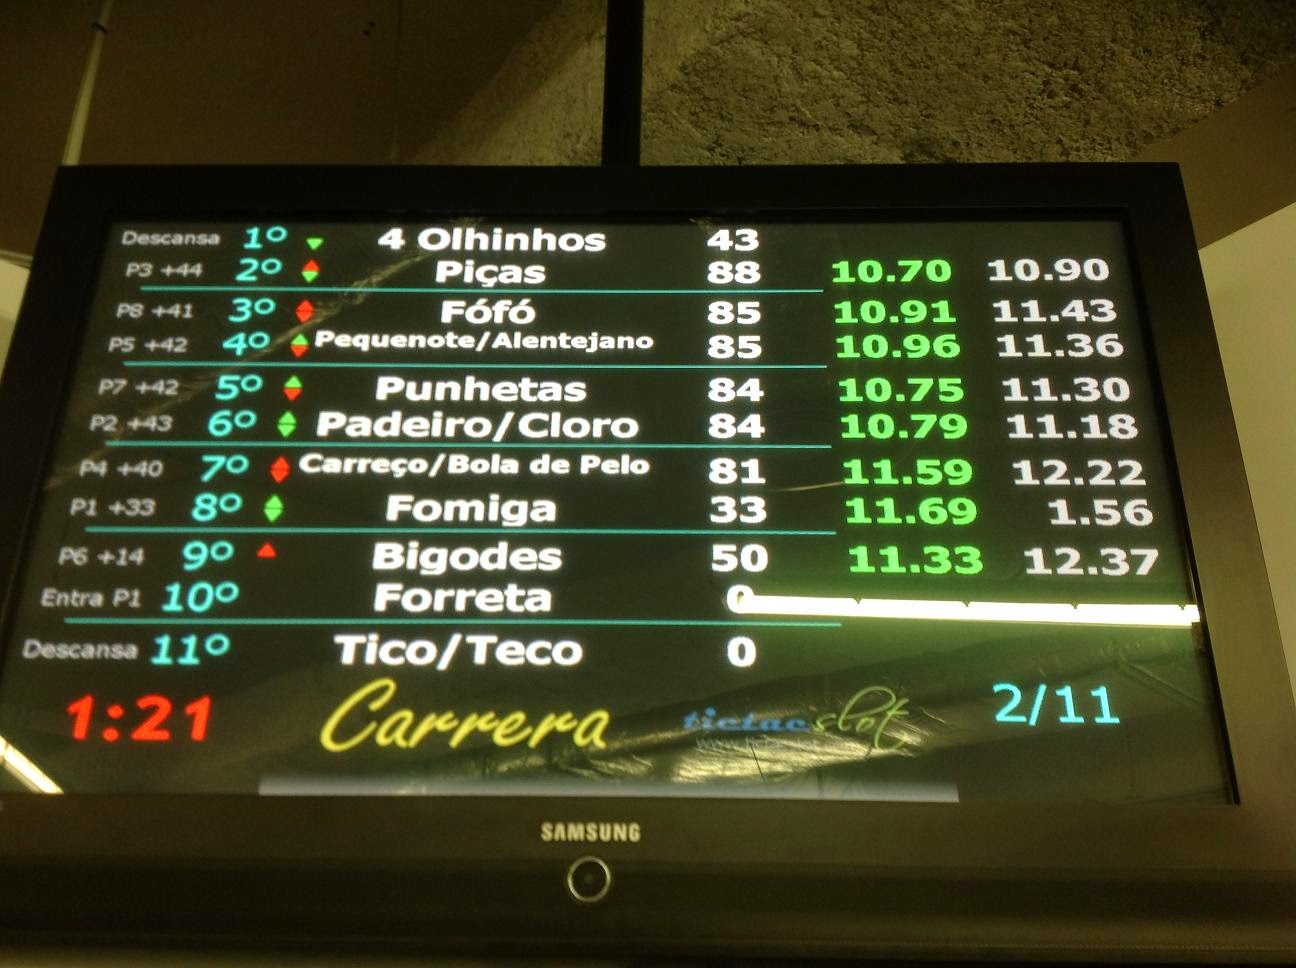 Descansa 1º 4 Olhinhos 43
P3 +44 2º Piças 88 10.70 10.90
P8 +41 3º Fófó 85 10.91 11.43
P5 +42 4º Pequenote/Alentejano 85 10.96 11.36
P7 +42 5º Punhetas 84 10.75 11.30
P2 +43 6º Padeiro/Cloro 84 10.79 11.18
P4 +40 7º Carreço/Bola de Pelo 81 11.59 12.22
P1 +33 8º Fomiga 33 11.69 1.56
P6 +14 9º Bigodes 50 11.33 12.37
Entra P1 10º Forreta 0
Descansa 11º Tico/Teco 0
1:21 Carrera tictac slot 2/11
SAMSUNG